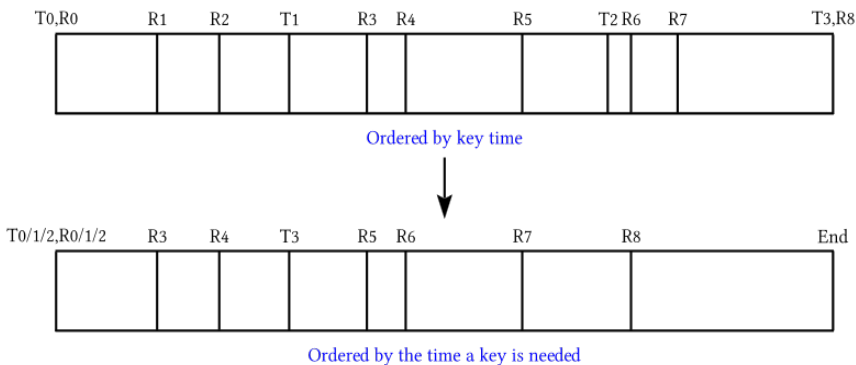 T0,R0 R1 R2 T1 R3 R4 R5 T2 R6 R7 T3,R8
Ordered by key time
T0/1/2,R0/1/2 R3 R4 T3 R5 R6 R7 R8 End
Ordered by the time a key is needed